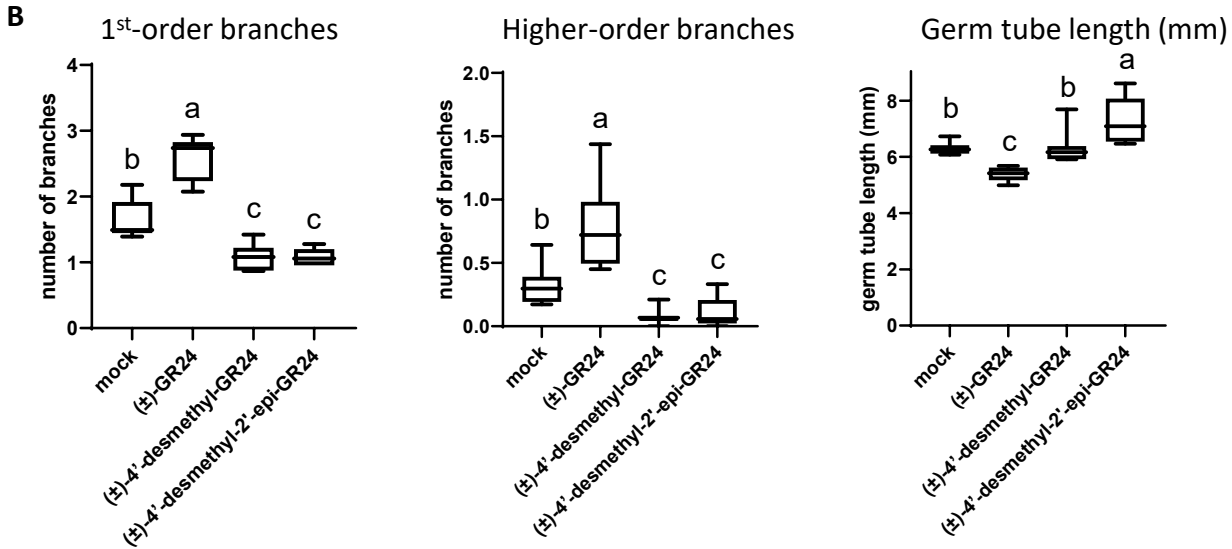 B
1st-order branches
number of branches
4
3
2
1
0
b
a
c
c
mock
(±)-GR24
(±)-4’-desmethyl-GR24
(±)-4’-desmethyl-2'-epi-GR24
Higher-order branches
number of branches
2.0
1.5
1.0
0.5
0.0
b
a
c
c
mock
(±)-GR24
(±)-4’-desmethyl-GR24
(±)-4’-desmethyl-2'-epi-GR24
Germ tube length (mm)
germ tube length (mm)
8
6
4
2
0
b
c
b
a
mock
(±)-GR24
(±)-4’-desmethyl-GR24
(±)-4’-desmethyl-2'-epi-GR24